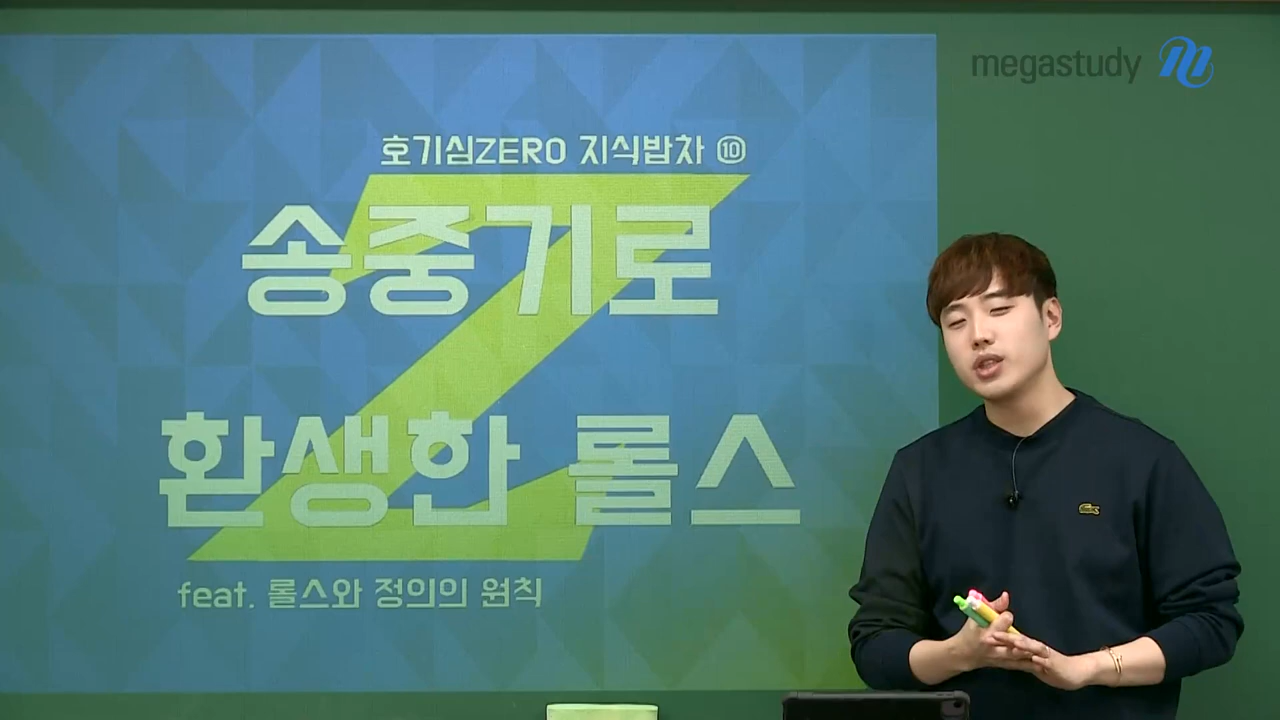 megastudy
호기심ZERO 지식밥차 ⑩
송중기로
환생한 롤스
feat. 롤스와 정의의 원칙